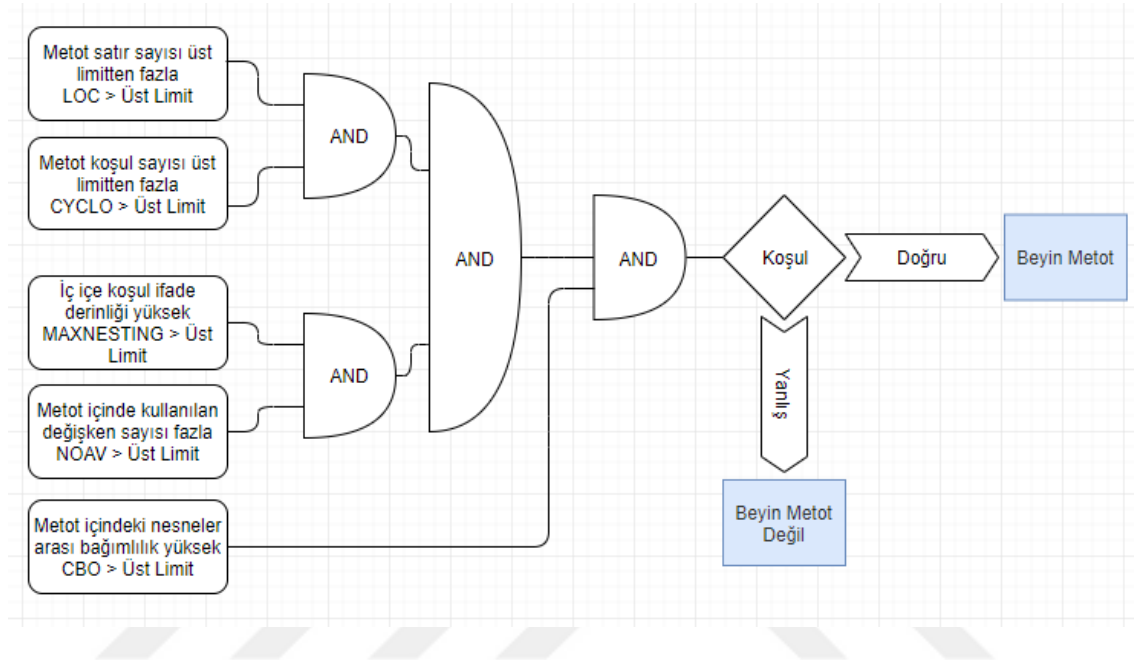 Metot satır sayısı üst
limitten fazla
LOC > Üst Limit
AND
Metot koşul sayısı üst
limitten fazla
CYCLO > Üst Limit
AND
AND
Koşul
Doğru
Beyin Metot
İç içe koşul ifade
derinliği yüksek
MAXNESTING > Üst
Limit
AND
Yanlış
Metot içinde kullanılan
değişken sayısı fazla
NOAV > Üst Limit
Beyin Metot
Değil
Metot içindeki nesneler
arası bağımlılık yüksek
CBO > Üst Limit